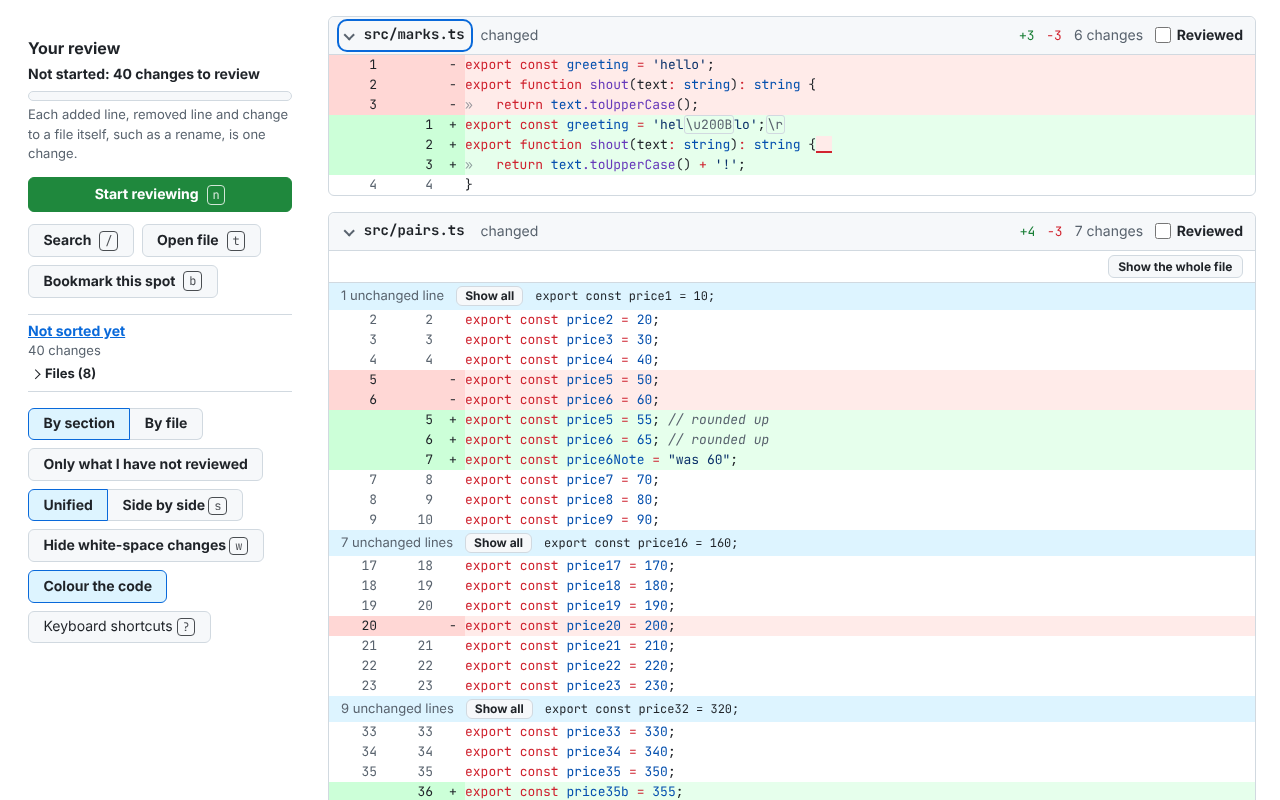 Your review
Not started: 40 changes to review
Each added line, removed line and change
to a file itself, such as a rename, is one
change.
Start reviewing n
Search / Open file t
Bookmark this spot b
Not sorted yet
40 changes
Files (8)
By section By file
Only what I have not reviewed
Unified Side by side s
Hide white-space changes w
Colour the code
Keyboard shortcuts ?
src/marks.ts changed +3 -3 6 changes Reviewed
1 - export const greeting = 'hello';
2 - export function shout(text: string): string {
3 - » return text.toUpperCase();
1 + export const greeting = 'hel\u200Blo';\r
2 + export function shout(text: string): string {
3 + » return text.toUpperCase() + '!';
4 4 }
src/pairs.ts changed +4 -3 7 changes Reviewed
Show the whole file
1 unchanged line Show all export const price1 = 10;
2 2 export const price2 = 20;
3 3 export const price3 = 30;
4 4 export const price4 = 40;
5 - export const price5 = 50;
6 - export const price6 = 60;
5 + export const price5 = 55; // rounded up
6 + export const price6 = 65; // rounded up
7 + export const price6Note = "was 60";
7 8 export const price7 = 70;
8 9 export const price8 = 80;
9 10 export const price9 = 90;
7 unchanged lines Show all export const price16 = 160;
17 18 export const price17 = 170;
18 19 export const price18 = 180;
19 20 export const price19 = 190;
20 - export const price20 = 200;
21 21 export const price21 = 210;
22 22 export const price22 = 220;
23 23 export const price23 = 230;
9 unchanged lines Show all export const price32 = 320;
33 33 export const price33 = 330;
34 34 export const price34 = 340;
35 35 export const price35 = 350;
36 + export const price35b = 355;